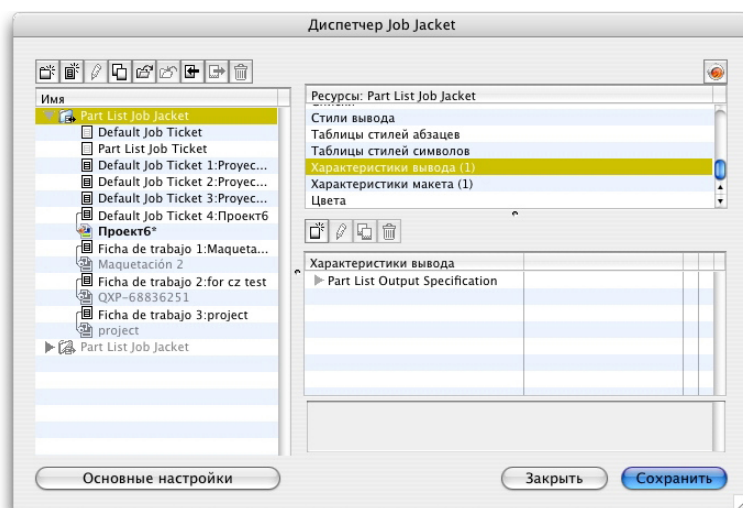 Диспетчер Job Jacket
Имя
Part List Job Jacket
Default Job Ticket
Part List Job Ticket
Default Job Ticket 1:Proyec...
Default Job Ticket 2:Proyec...
Default Job Ticket 3:Proyec...
Default Job Ticket 4:Проект6
Проект6*
Ficha de trabajo 1:Maqueta...
Maquetación 2
Ficha de trabajo 2:for cz test
QXP-68836251
Ficha de trabajo 3:project
project
Part List Job Jacket
Ресурсы: Part List Job Jacket
Стили вывода
Таблицы стилей абзацев
Таблицы стилей символов
Характеристики вывода (1)
Характеристики макета (1)
Цвета
Характеристики вывода
Part List Output Specification
Основные настройки
Закрыть
Сохранить